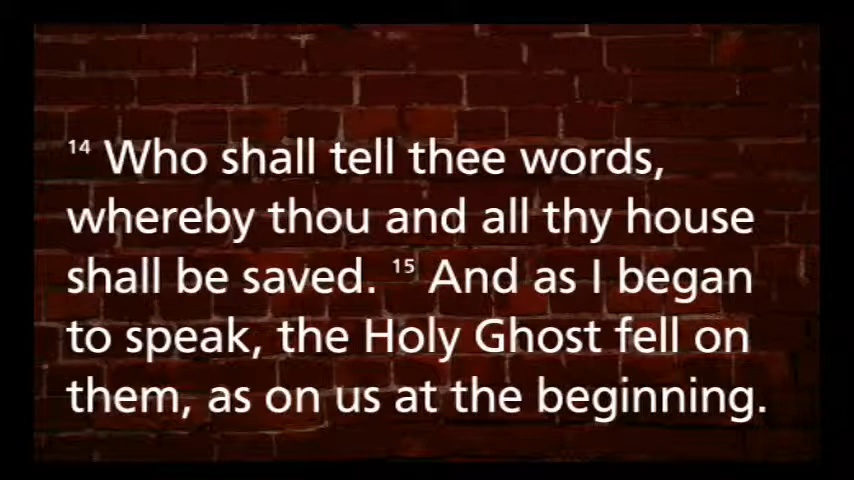 14 Who shall tell thee words,
whereby thou and all thy house
shall be saved. 15 And as I began
to speak, the Holy Ghost fell on
them, as on us at the beginning.